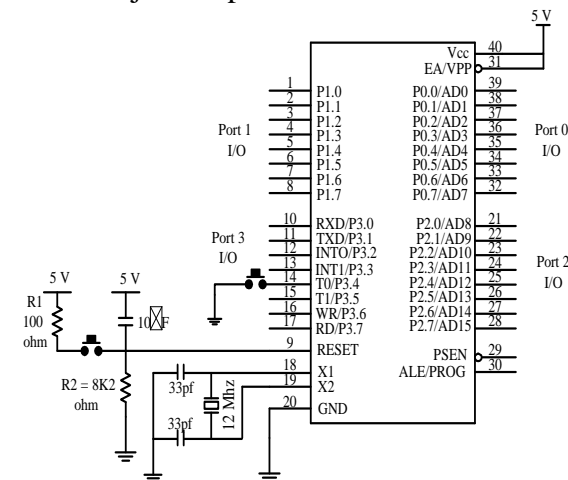 5 V
Vcc 40
EA/VPP 31
1 P1.0 P0.0/AD0 39
2 P1.1 P0.1/AD1 38
3 P1.2 P0.2/AD2 37
4 P1.3 P0.3/AD3 36
5 P1.4 P0.4/AD4 35
6 P1.5 P0.5/AD5 34
7 P1.6 P0.6/AD6 33
8 P1.7 P0.7/AD7 32
Port 1
I/O
Port 0
I/O
10 RXD/P3.0 P2.0/AD8 21
11 TXD/P3.1 P2.1/AD9 22
12 INTO/P3.2 P2.2/AD10 23
13 INT1/P3.3 P2.3/AD11 24
14 T0/P3.4 P2.4/AD12 25
15 T1/P3.5 P2.5/AD13 26
16 WR/P3.6 P2.6/AD14 27
17 RD/P3.7 P2.7/AD15 28
Port 3
I/O
Port 2
I/O
5 V
5 V
R1
100
ohm
9 RESET
PSEN 29
ALE/PROG 30
18 X1
19 X2
20 GND
R2 = 8K2
ohm
33pf
33pf
12 Mhz